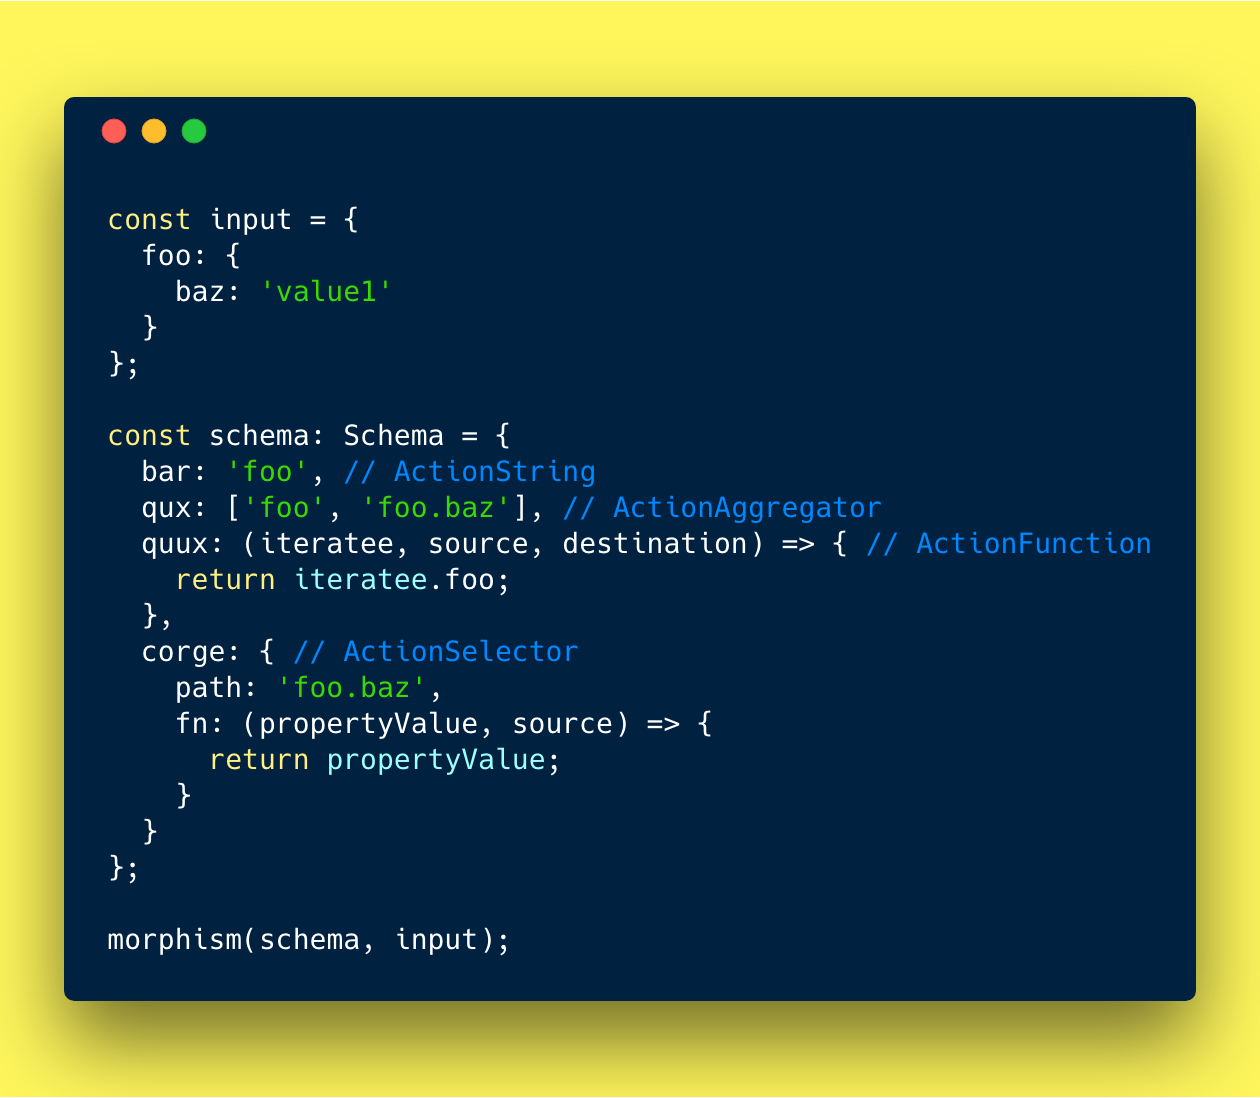 const input = {
  foo: {
    baz: 'value1'
  }
};

const schema: Schema = {
  bar: 'foo', // ActionString
  qux: ['foo', 'foo.baz'], // ActionAggregator
  quux: (iteratee, source, destination) => { // ActionFunction
    return iteratee.foo;
  },
  corge: { // ActionSelector
    path: 'foo.baz',
    fn: (propertyValue, source) => {
      return propertyValue;
    }
  }
};

morphism(schema, input);